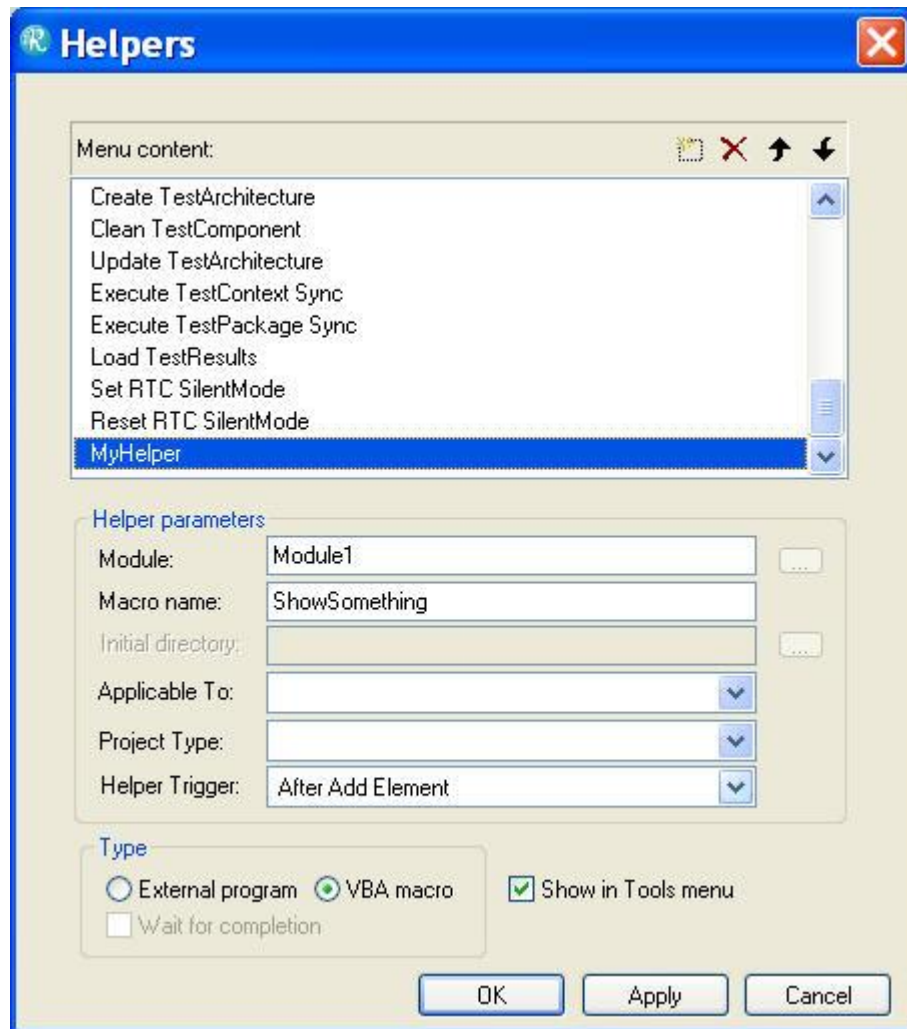 Helpers
Menu content:
Create TestArchitecture
Clean TestComponent
Update TestArchitecture
Execute TestContext Sync
Execute TestPackage Sync
Load TestResults
Set RTC SilentMode
Reset RTC SilentMode
MyHelper
Helper parameters
Module: Module1 ...
Macro name: ShowSomething
Initial directory: ...
Applicable To:
Project Type:
Helper Trigger: After Add Element
Type
External program VBA macro Show in Tools menu
Wait for completion
OK Apply Cancel